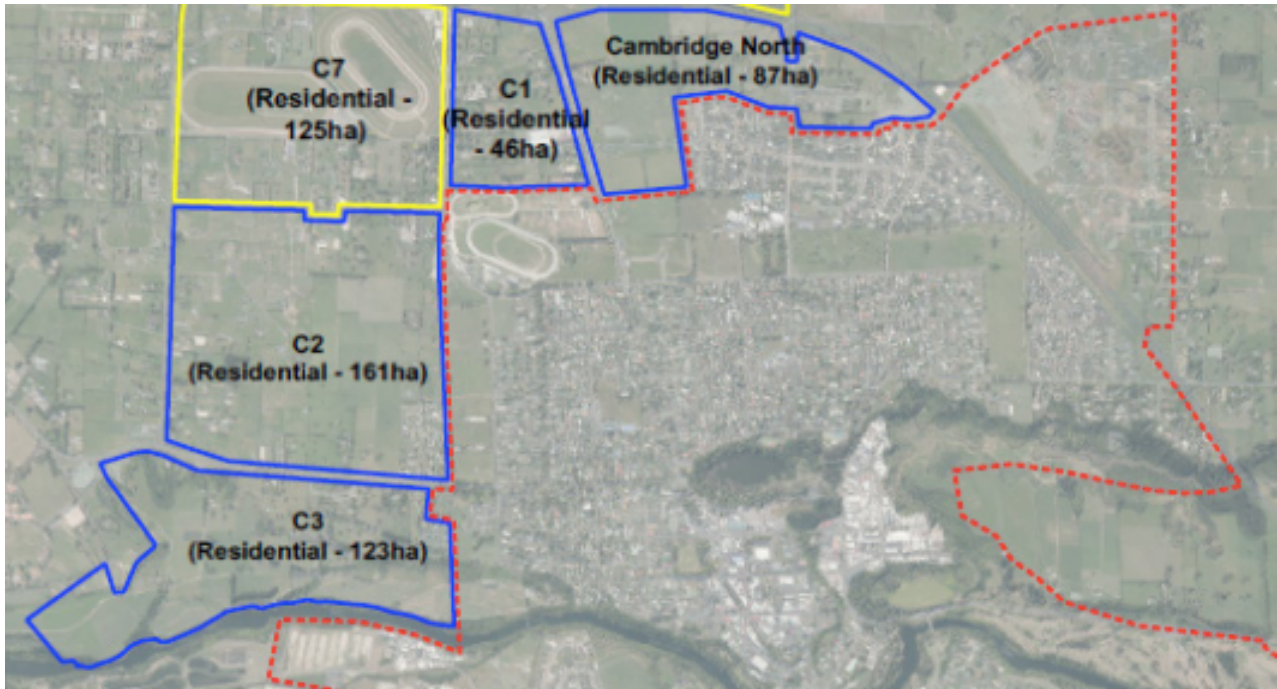 C7
(Residential -
125ha)
C1
(Residential
- 46ha)
Cambridge North
(Residential - 87ha)
C2
(Residential - 161ha)
C3
(Residential - 123ha)